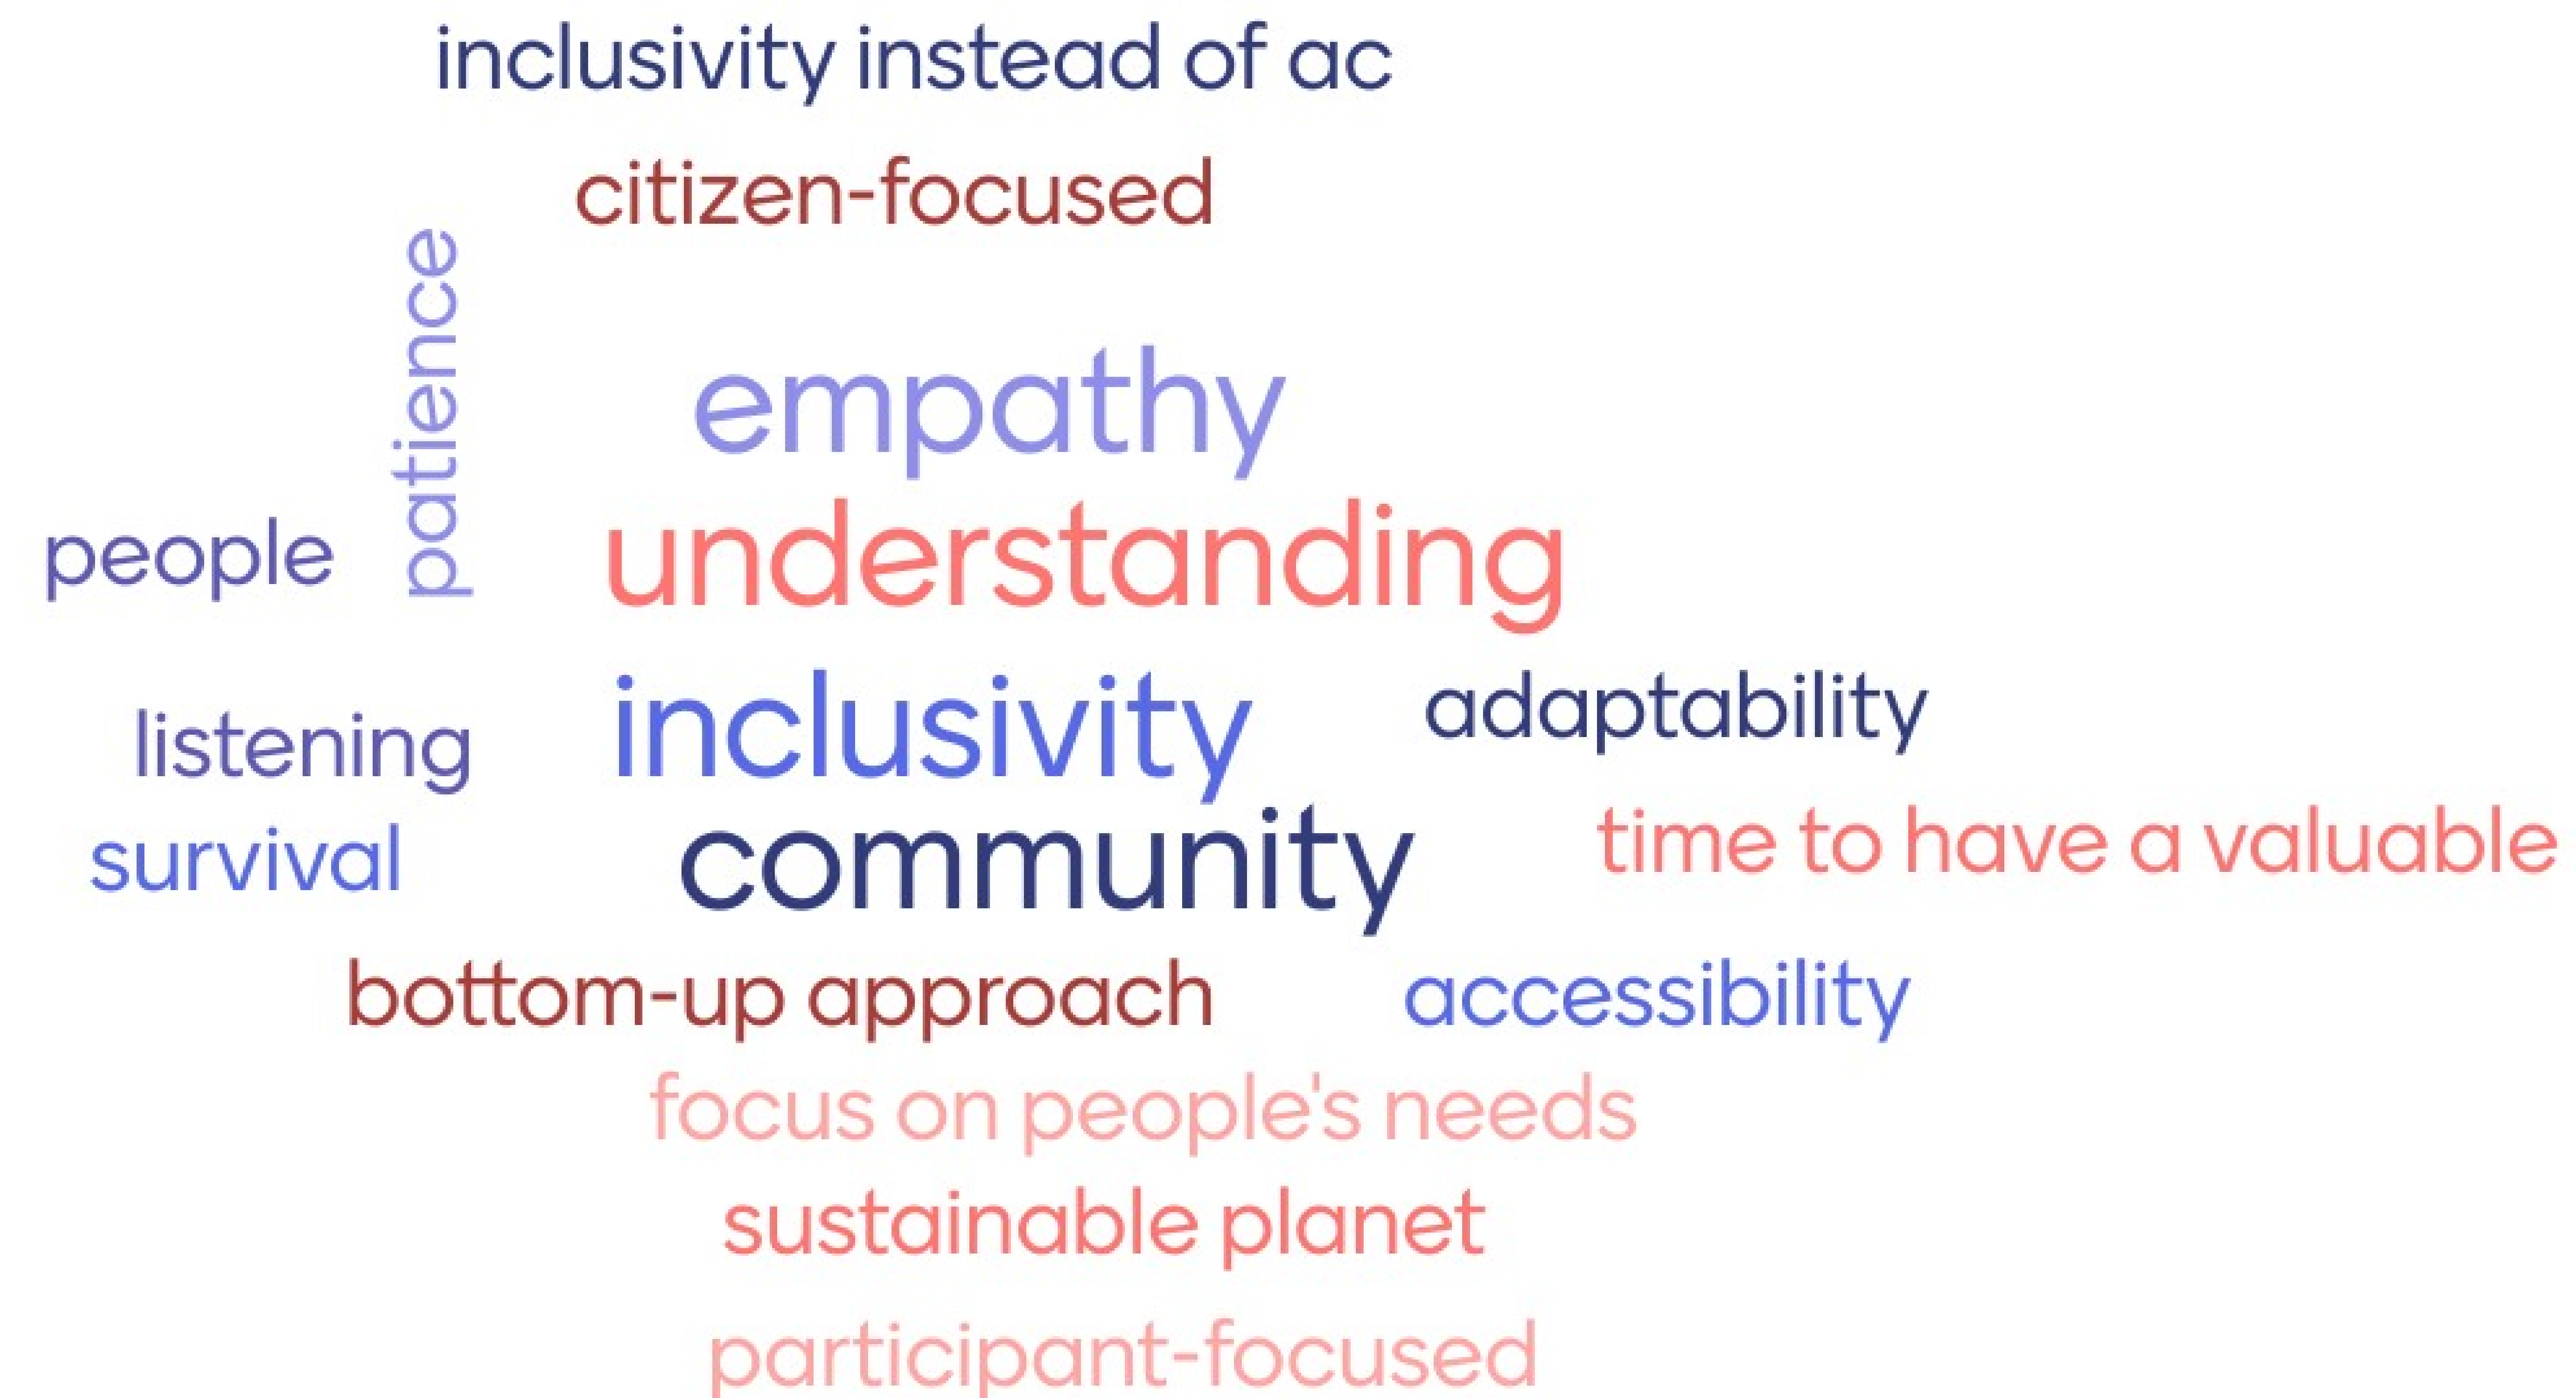 inclusivity instead of ac
citizen-focused
patience
empathy
people
understanding
inclusivity
adaptability
listening
community
time to have a valuable
survival
bottom-up approach
accessibility
focus on people's needs
sustainable planet
participant-focused